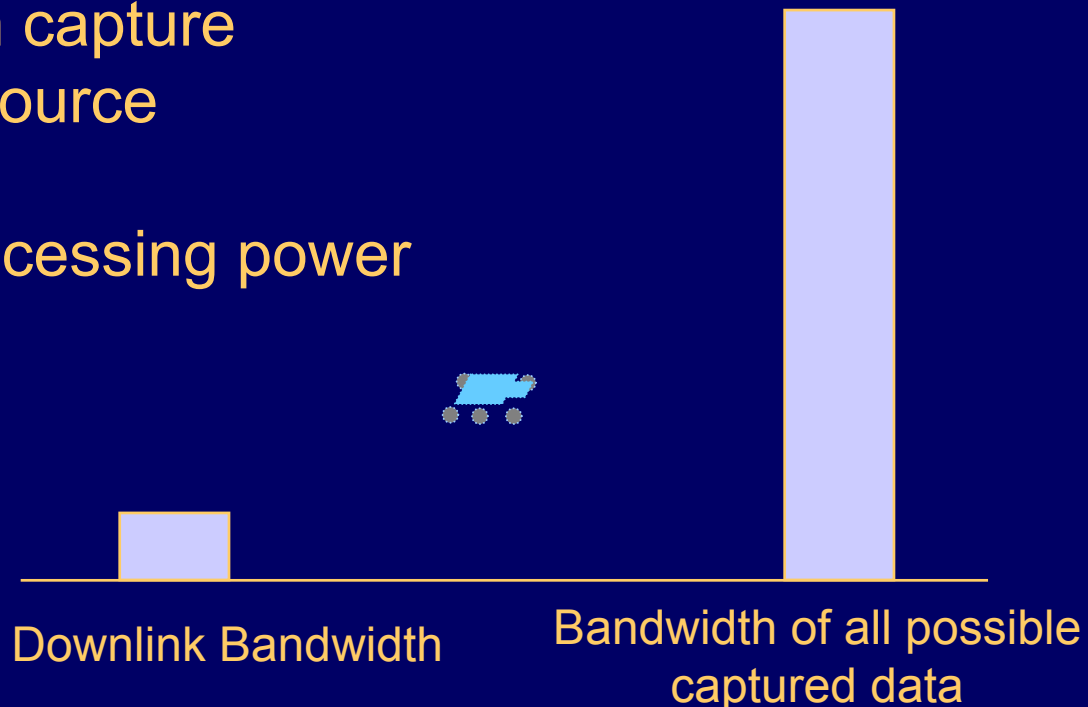 capture
ource
cessing power
Downlink Bandwidth
Bandwidth of all possible
captured data